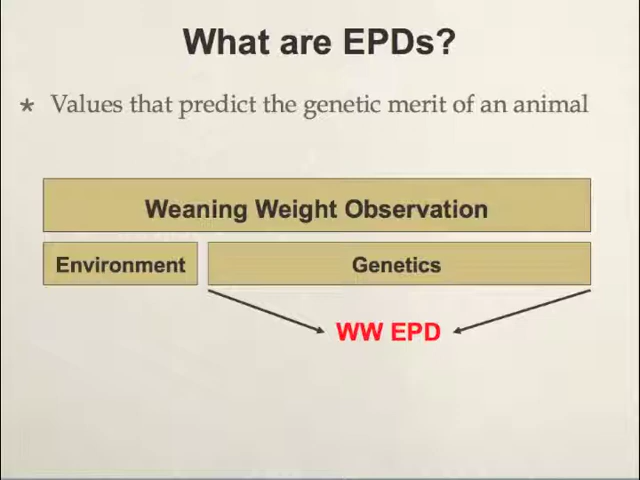 What are EPDs?
* Values that predict the genetic merit of an animal
Weaning Weight Observation
Environment
Genetics
WW EPD